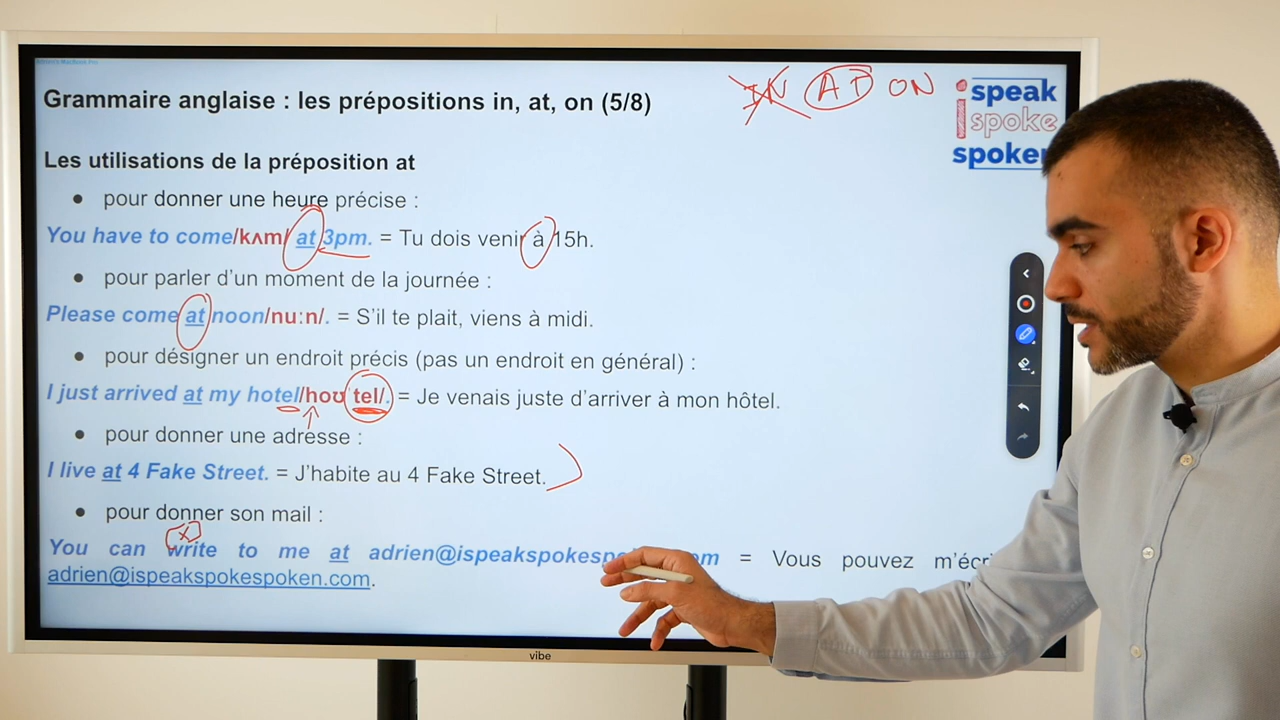 Adrien's MacBook Pro
IN AT ON
Grammaire anglaise : les prépositions in, at, on (5/8)
i speak
i spoke
spoken
Les utilisations de la préposition at
● pour donner une heure précise :
You have to come/kʌm/ at 3pm. = Tu dois venir à 15h.
● pour parler d'un moment de la journée :
Please come at noon/nuːn/. = S'il te plait, viens à midi.
● pour désigner un endroit précis (pas un endroit en général) :
I just arrived at my hotel/hoʊˈtel/. = Je venais juste d'arriver à mon hôtel.
● pour donner une adresse :
I live at 4 Fake Street. = J'habite au 4 Fake Street.
● pour donner son mail :
You can write to me at adrien@ispeakspokespoken.com = Vous pouvez m'écri
adrien@ispeakspokespoken.com.
vibe